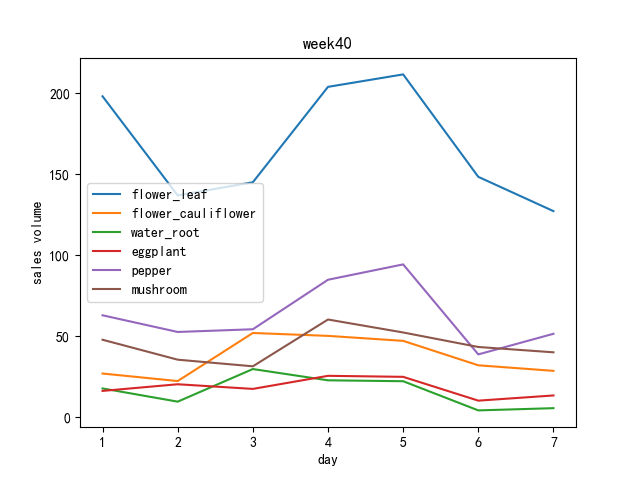 week40
200
150
100
50
0
sales volume
flower_leaf
flower_cauliflower
water_root
eggplant
pepper
mushroom
1 2 3 4 5 6 7
day